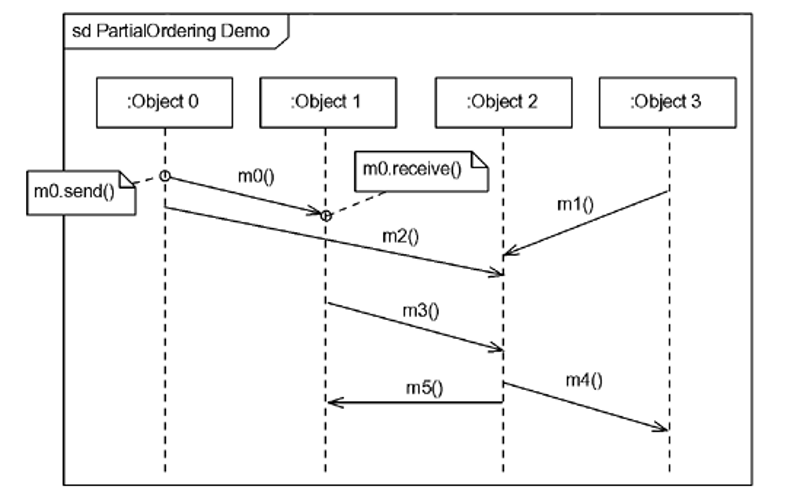 sd PartialOrdering Demo
:Object 0
:Object 1
:Object 2
:Object 3
m0.send()
m0()
m0.receive()
m1()
m2()
m3()
m4()
m5()